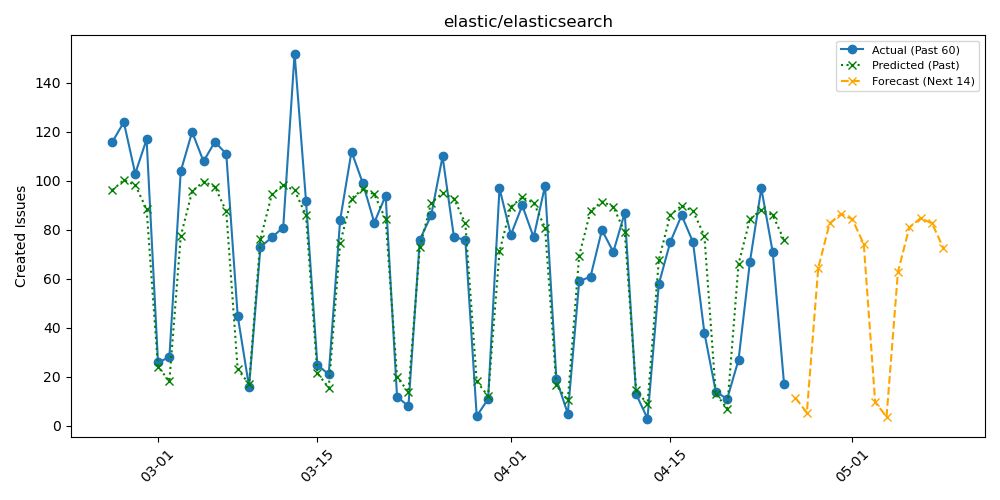 elastic/elasticsearch
Actual (Past 60)
Predicted (Past)
Forecast (Next 14)
Created Issues
140
120
100
80
60
40
20
0
03-01
03-15
04-01
04-15
05-01